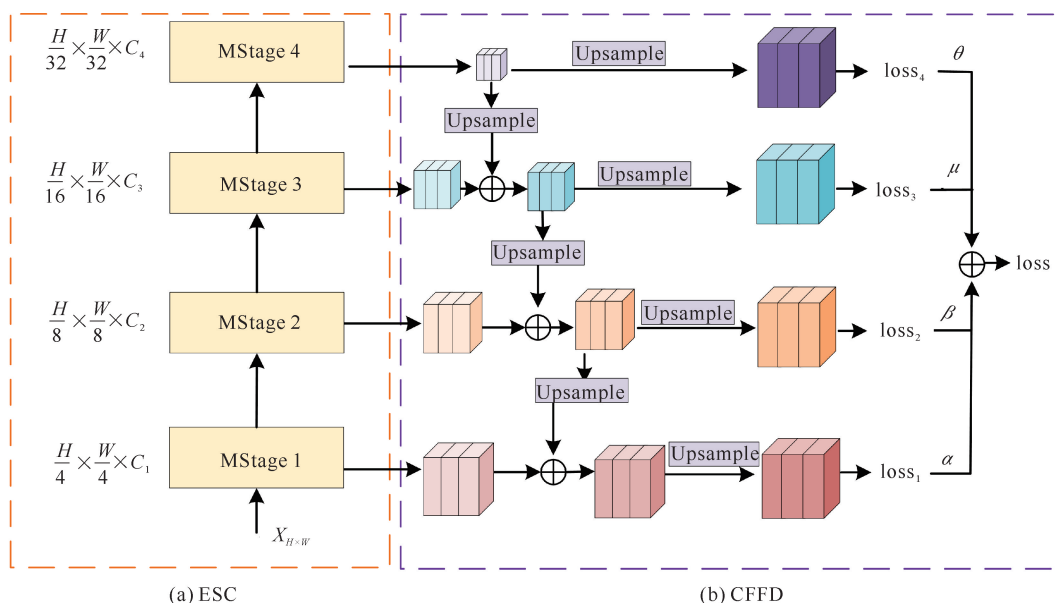 H/32 × W/32 × C₄
MStage 4
Upsample
loss₄
θ
Upsample
H/16 × W/16 × C₃
MStage 3
Upsample
loss₃
μ
Upsample
loss
H/8 × W/8 × C₂
MStage 2
Upsample
loss₂
β
Upsample
H/4 × W/4 × C₁
MStage 1
Upsample
loss₁
α
X_{H×W}
(a) ESC
(b) CFFD